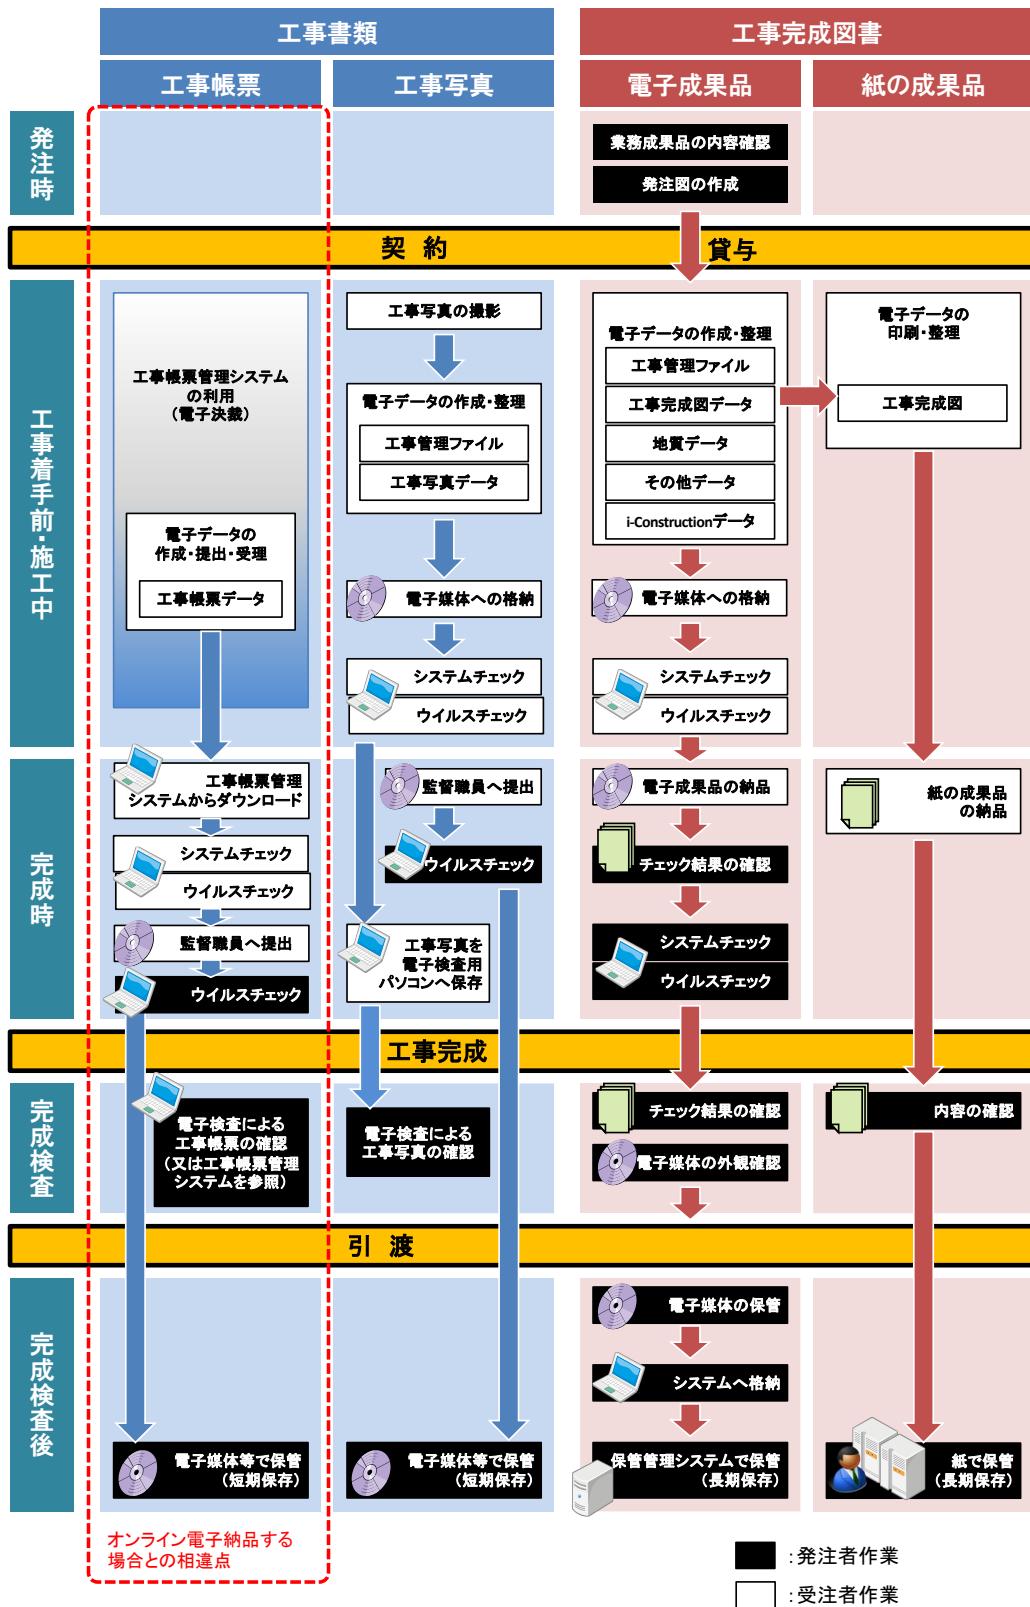 工事書類
工事完成図書
工事帳票
工事写真
電子成果品
紙の成果品
発注時
業務成果品の内容確認
発注図の作成
契 約
貸与
工事着手前・施工中
工事帳票管理システム
の利用
（電子決裁）
電子データの
作成・提出・受理
工事帳票データ
工事写真の撮影
電子データの作成・整理
工事管理ファイル
工事写真データ
電子媒体への格納
システムチェック
ウイルスチェック
電子データの作成・整理
工事管理ファイル
工事完成図データ
地質データ
その他データ
i-Constructionデータ
電子媒体への格納
システムチェック
ウイルスチェック
電子データの
印刷・整理
工事完成図
完成時
工事帳票管理
システムからダウンロード
システムチェック
ウイルスチェック
監督職員へ提出
ウイルスチェック
監督職員へ提出
ウイルスチェック
工事写真を
電子検査用
パソコンへ保存
電子成果品の納品
チェック結果の確認
システムチェック
ウイルスチェック
紙の成果品
の納品
工事完成
完成検査
電子検査による
工事帳票の確認
（又は工事帳票管理
システムを参照）
電子検査による
工事写真の確認
チェック結果の確認
電子媒体の外観確認
内容の確認
引 渡
完成検査後
電子媒体等で保管
（短期保存）
電子媒体等で保管
（短期保存）
電子媒体の保管
システムへ格納
保管管理システムで保管
（長期保存）
紙で保管
（長期保存）
オンライン電子納品する
場合との相違点
：発注者作業
：受注者作業